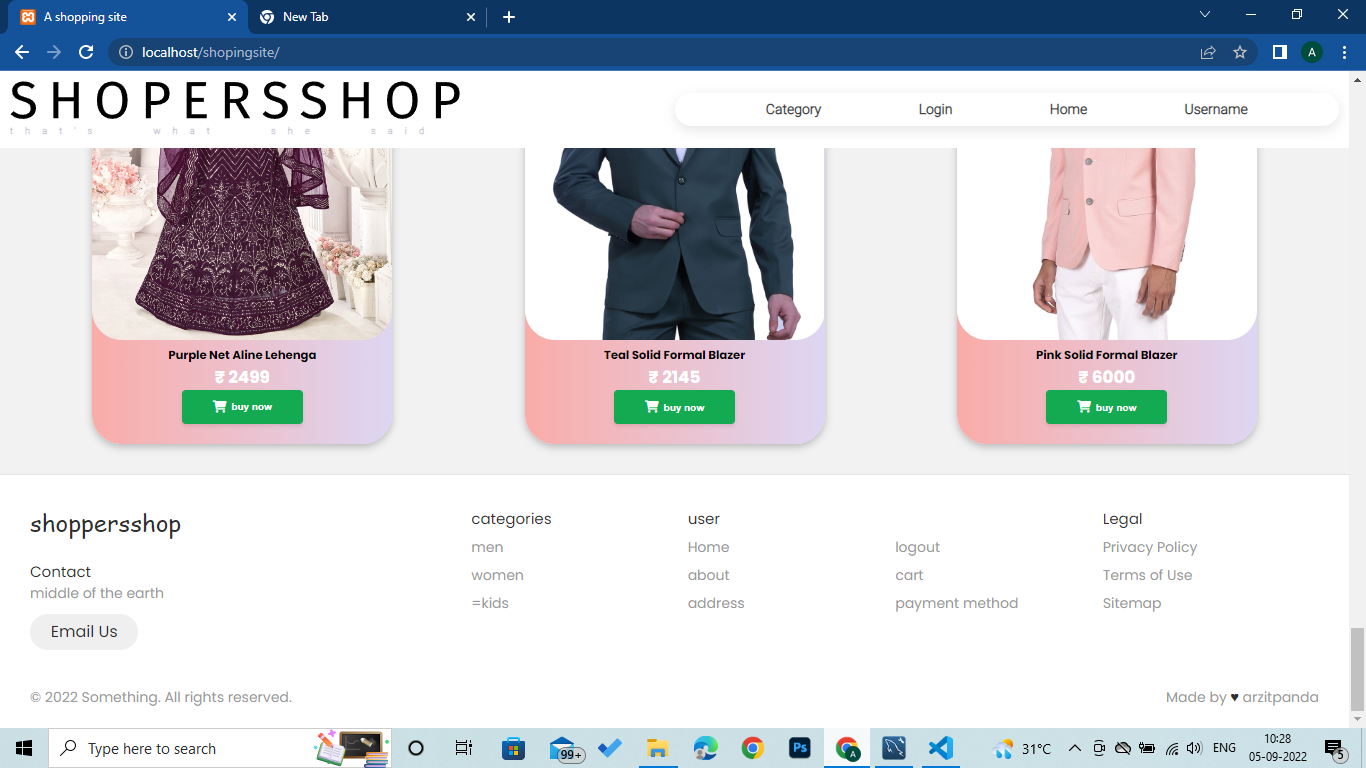 A shopping site
New Tab
localhost/shopingsite/
A
SHOPERSSHOP
that's what she said
Category Login Home Username
Purple Net Aline Lehenga
₹ 2499
buy now
Teal Solid Formal Blazer
₹ 2145
buy now
Pink Solid Formal Blazer
₹ 6000
buy now
shoppersshop
Contact
middle of the earth
Email Us
categories
men
women
=kids
user
Home
about
address
logout
cart
payment method
Legal
Privacy Policy
Terms of Use
Sitemap
© 2022 Something. All rights reserved.
Made by ♥ arzitpanda
Type here to search
99+
Ps
A
31°C
ENG
10:28
05-09-2022
5